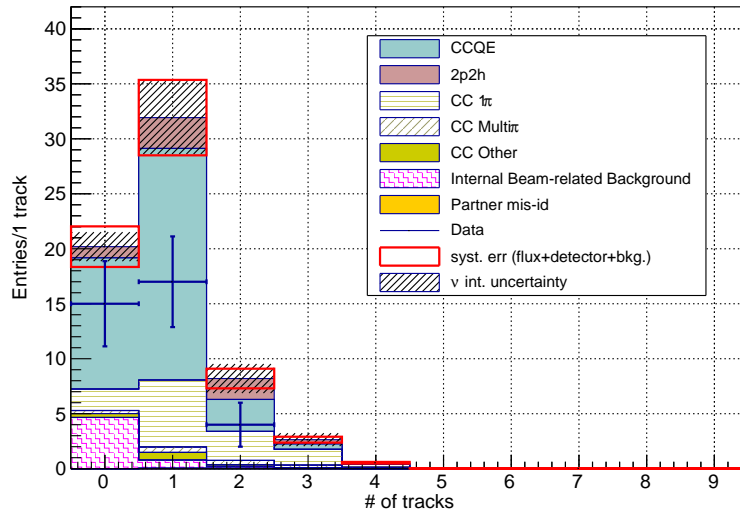 40
35
30
25
20
15
10
5
0
Entries/1 track
CCQE
2p2h
CC 1π
CC Multiπ
CC Other
Internal Beam-related Background
Partner mis-id
Data
syst. err (flux+detector+bkg.)
ν int. uncertainty
0 1 2 3 4 5 6 7 8 9
# of tracks